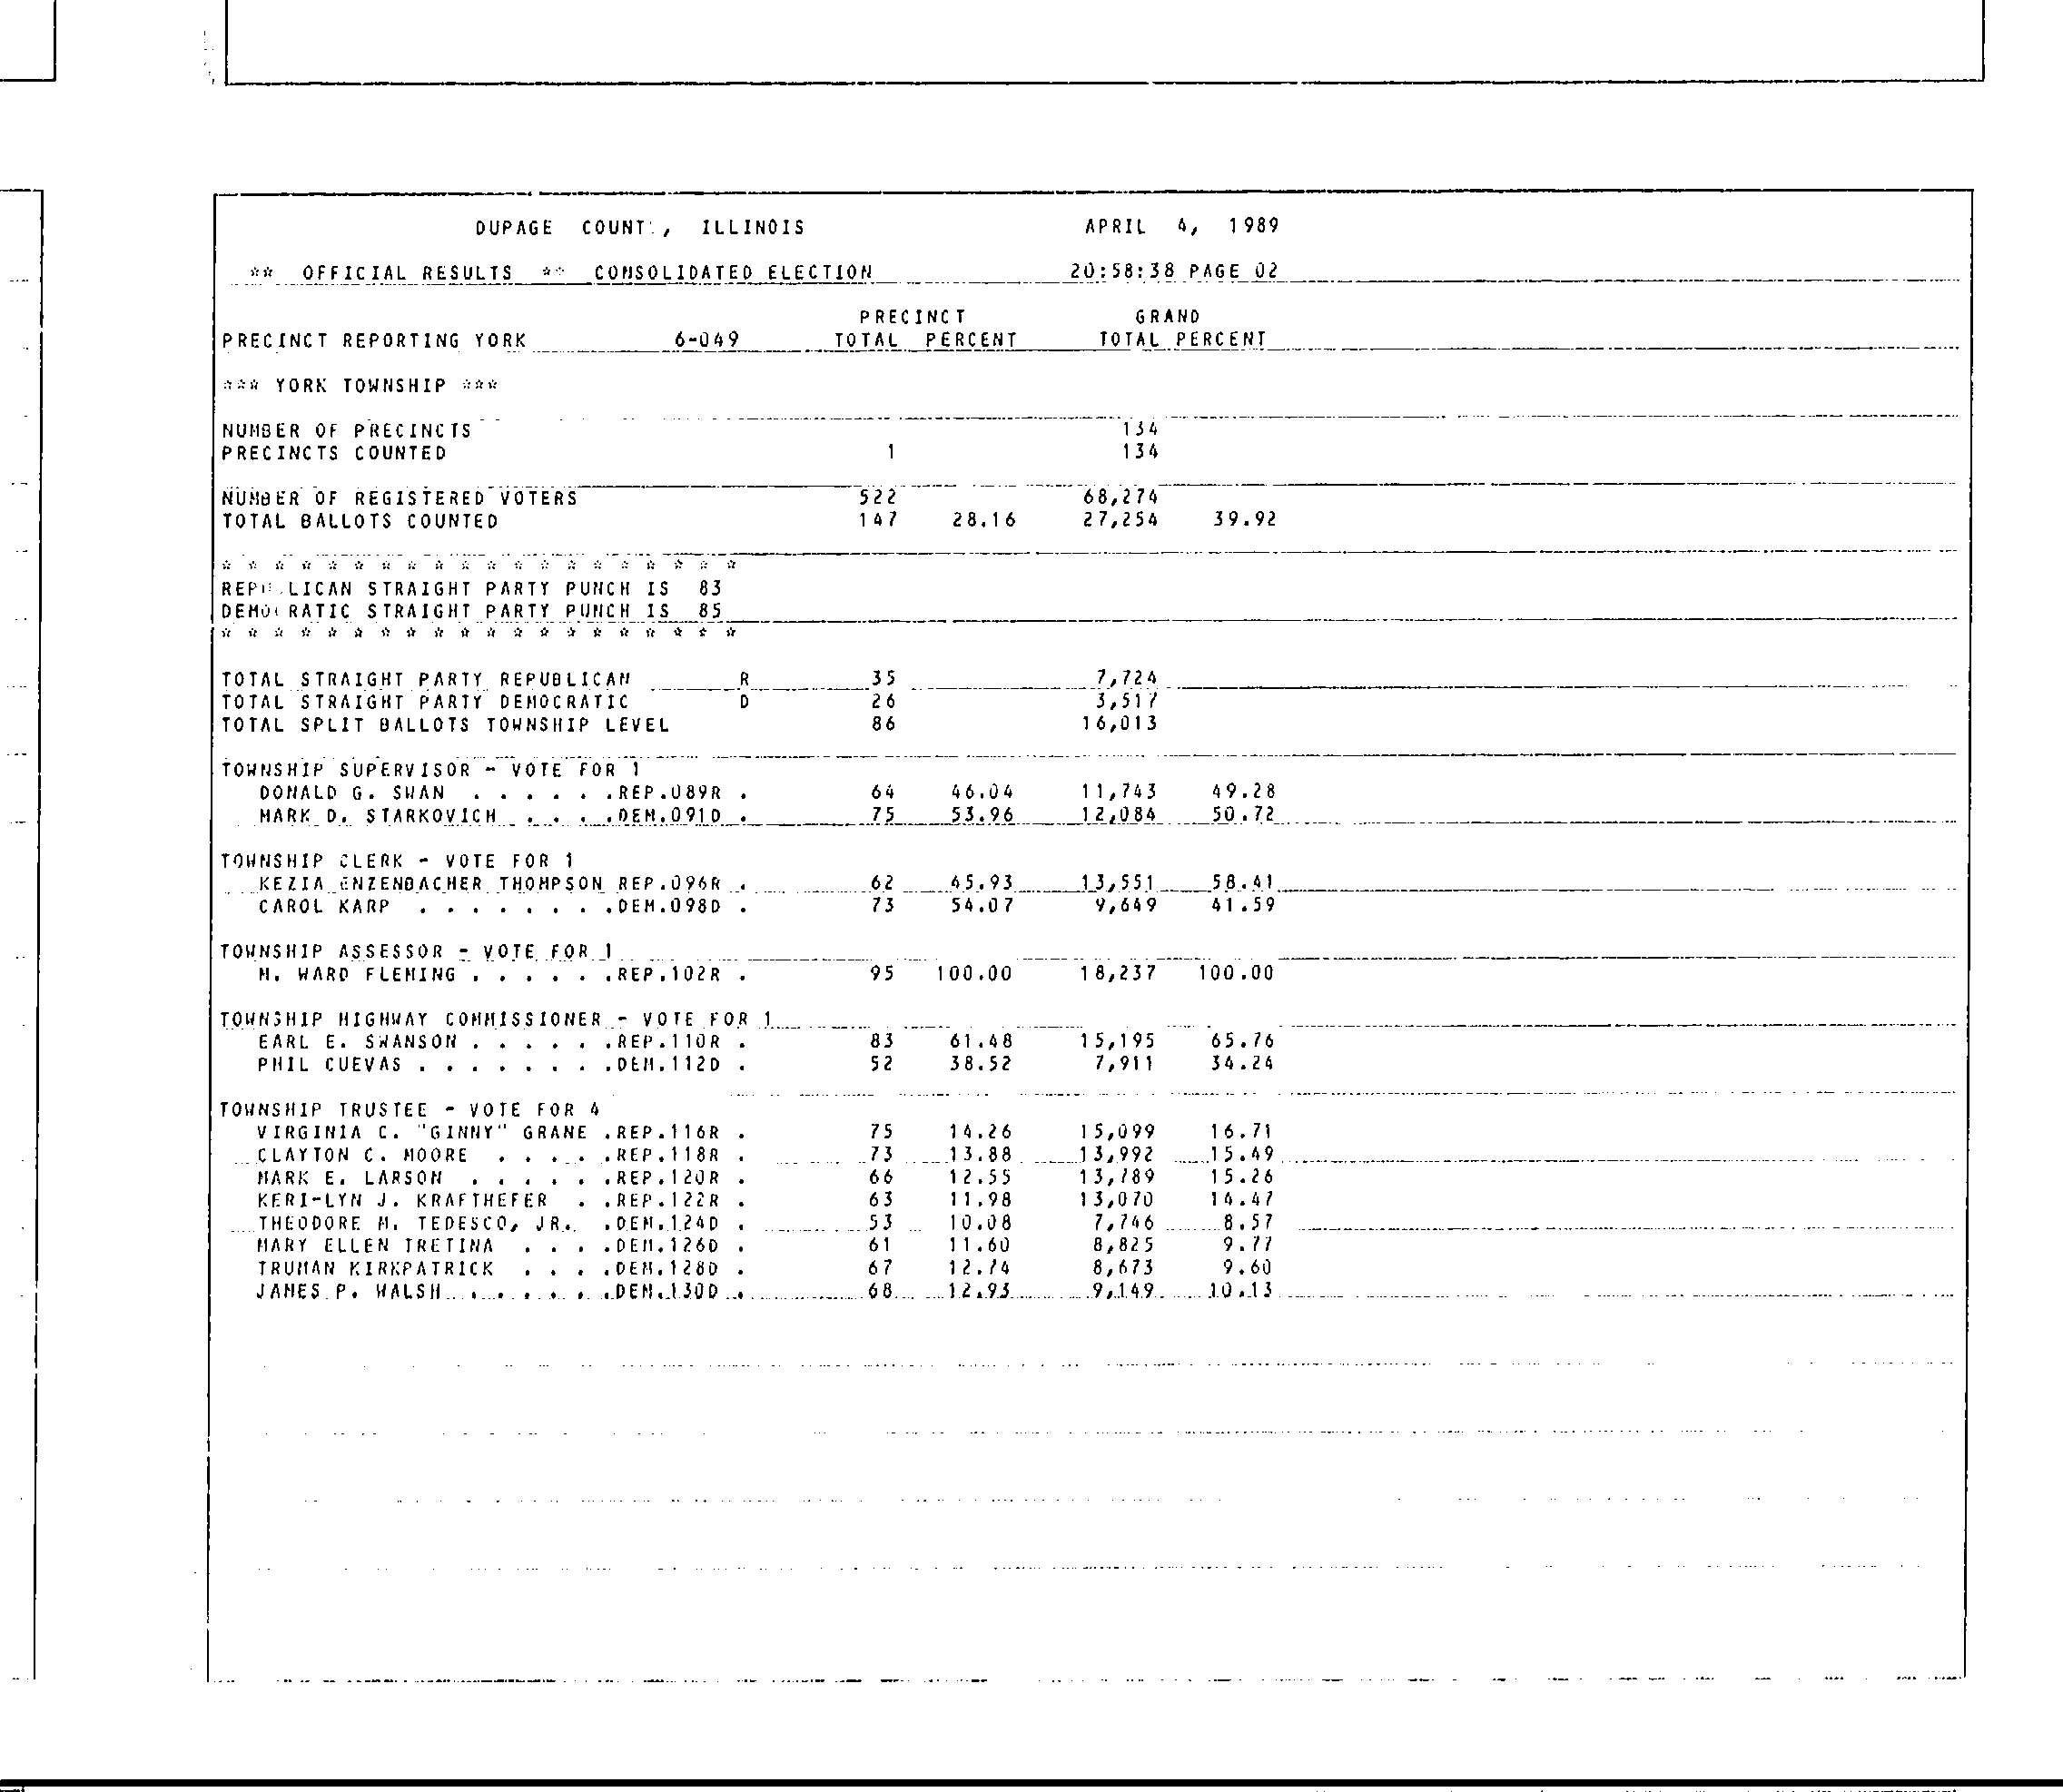 DUPAGE COUNT , ILLINOIS APRIL 4, 1989
** OFFICIAL RESULTS ** CONSOLIDATED ELECTION 20:58:38 PAGE 02
PRECINCT GRAND
PRECINCT REPORTING YORK 6-049 TOTAL PERCENT TOTAL PERCENT
*** YORK TOWNSHIP ***
NUMBER OF PRECINCTS 134
PRECINCTS COUNTED 1 134
NUMBER OF REGISTERED VOTERS 522 68,274
TOTAL BALLOTS COUNTED 147 28.16 27,254 39.92
* * * * * * * * * * * * * * * * * * * *
REPU LICAN STRAIGHT PARTY PUNCH IS 83
DEMOCRATIC STRAIGHT PARTY PUNCH IS 85
* * * * * * * * * * * * * * * * * * * *
TOTAL STRAIGHT PARTY REPUBLICAN R 35 7,724
TOTAL STRAIGHT PARTY DEMOCRATIC D 26 3,517
TOTAL SPLIT BALLOTS TOWNSHIP LEVEL 86 16,013
TOWNSHIP SUPERVISOR - VOTE FOR 1
DONALD G. SWAN . . . . . .REP.089R . 64 46.04 11,743 49.28
MARK D. STARKOVICH . . . .DEM.091D . 75 53.96 12,084 50.72
TOWNSHIP CLERK - VOTE FOR 1
KEZIA ENZENBACHER THOMPSON REP.096R . 62 45.93 13,551 58.41
CAROL KARP . . . . . . . .DEM.098D . 73 54.07 9,649 41.59
TOWNSHIP ASSESSOR - VOTE FOR 1
M. WARD FLEMING . . . . . .REP.102R . 95 100.00 18,237 100.00
TOWNSHIP HIGHWAY COMMISSIONER - VOTE FOR 1
EARL E. SWANSON . . . . . .REP.110R . 83 61.48 15,195 65.76
PHIL CUEVAS . . . . . . . .DEM.112D . 52 38.52 7,911 34.24
TOWNSHIP TRUSTEE - VOTE FOR 4
VIRGINIA C. "GINNY" GRANE .REP.116R . 75 14.26 15,099 16.71
CLAYTON C. MOORE . . . . .REP.118R . 73 13.88 13,992 15.49
MARK E. LARSON . . . . . .REP.120R . 66 12.55 13,789 15.26
KERI-LYN J. KRAFTHEFER . .REP.122R . 63 11.98 13,070 14.47
THEODORE M. TEDESCO, JR. .DEM.124D . 53 10.08 7,746 8.57
MARY ELLEN TRETINA . . . .DEM.126D . 61 11.60 8,825 9.77
TRUMAN KIRKPATRICK . . . .DEM.128D . 67 12.74 8,673 9.60
JAMES P. WALSH . . . . . .DEM.130D . 68 12.93 9,149 10.13